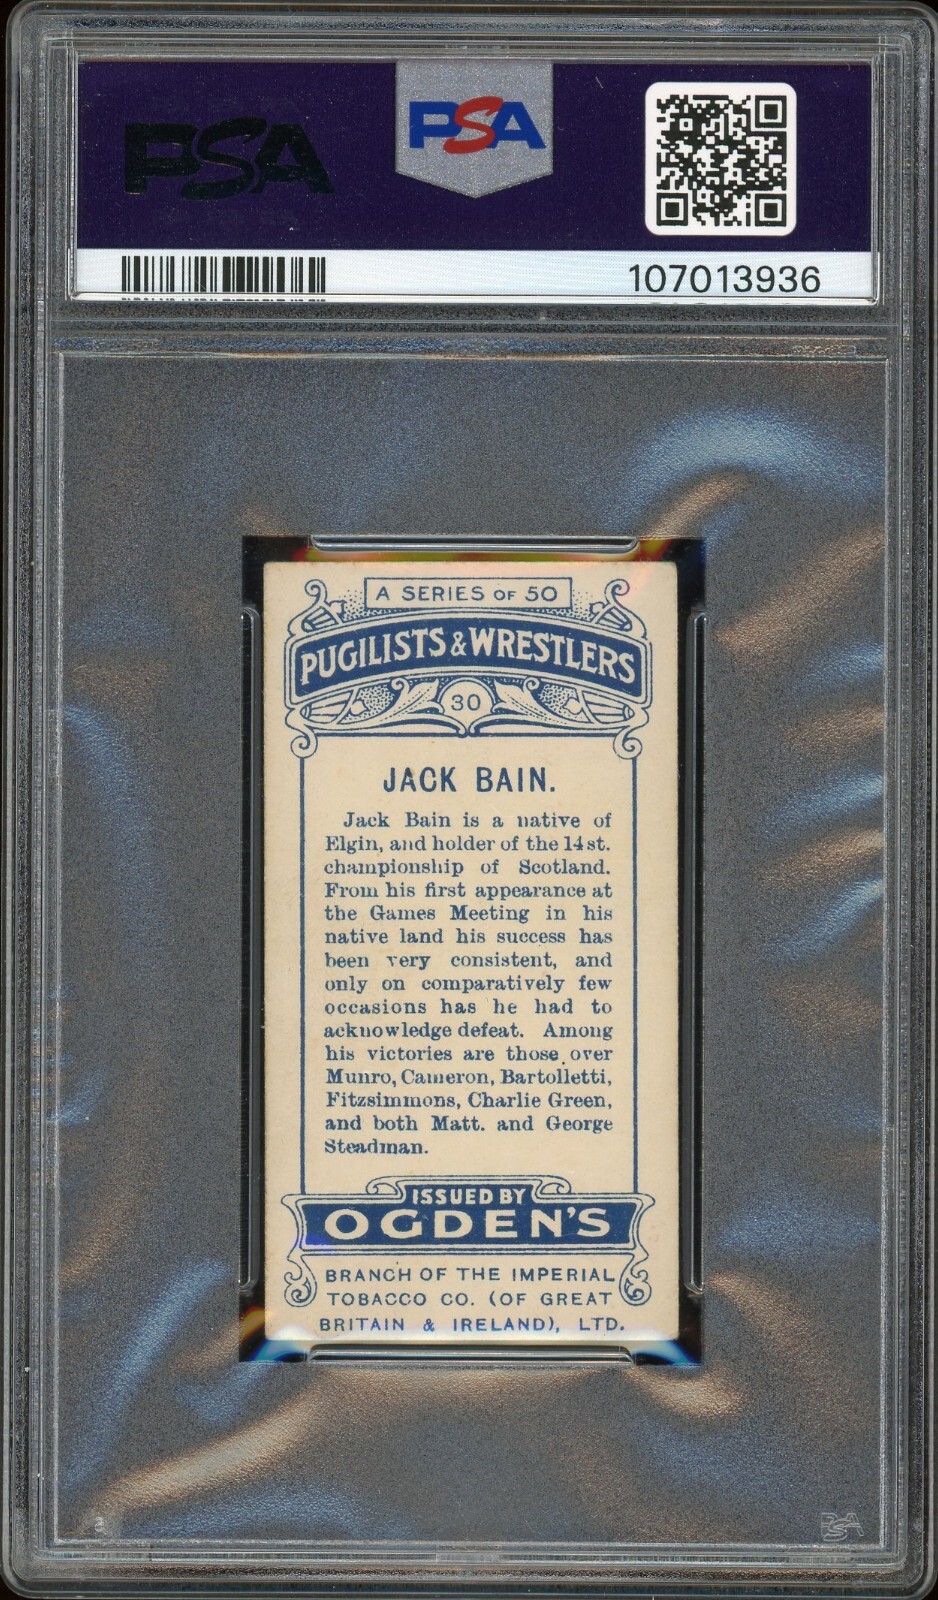 PSA
PSA
107013936
A SERIES OF 50
PUGILISTS & WRESTLERS
30
JACK BAIN.
Jack Bain is a native of
Elgin, and holder of the 14 st.
championship of Scotland.
From his first appearance at
the Games Meeting in his
native land his success has
been very consistent, and
only on comparatively few
occasions has he had to
acknowledge defeat. Among
his victories are those over
Munro, Cameron, Bartolletti,
Fitzsimmons, Charlie Green,
and both Matt. and George
Steadman.
ISSUED BY
OGDEN'S
BRANCH OF THE IMPERIAL
TOBACCO CO. (OF GREAT
BRITAIN & IRELAND), LTD.
PSA